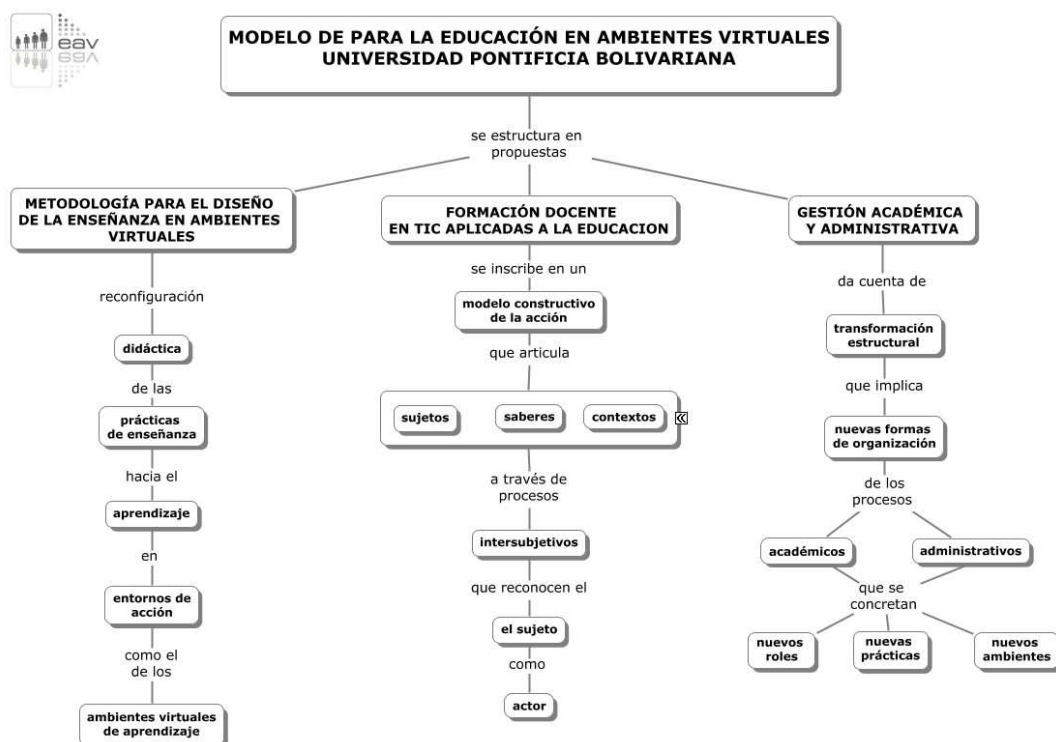 eav
MODELO DE PARA LA EDUCACIÓN EN AMBIENTES VIRTUALES
UNIVERSIDAD PONTIFICIA BOLIVARIANA
se estructura en
propuestas
METODOLOGÍA PARA EL DISEÑO
DE LA ENSEÑANZA EN AMBIENTES
VIRTUALES
reconfiguración
didáctica
de las
prácticas
de enseñanza
hacia el
aprendizaje
en
entornos de
acción
como el
de los
ambientes virtuales
de aprendizaje
FORMACIÓN DOCENTE
EN TIC APLICADAS A LA EDUCACION
se inscribe en un
modelo constructivo
de la acción
que articula
sujetos saberes contextos
a través de
procesos
intersubjetivos
que reconocen el
el sujeto
como
actor
GESTIÓN ACADÉMICA
Y ADMINISTRATIVA
da cuenta de
transformación
estructural
que implica
nuevas formas
de organización
de los
procesos
académicos administrativos
que se
concretan
nuevos
roles
nuevas
prácticas
nuevos
ambientes